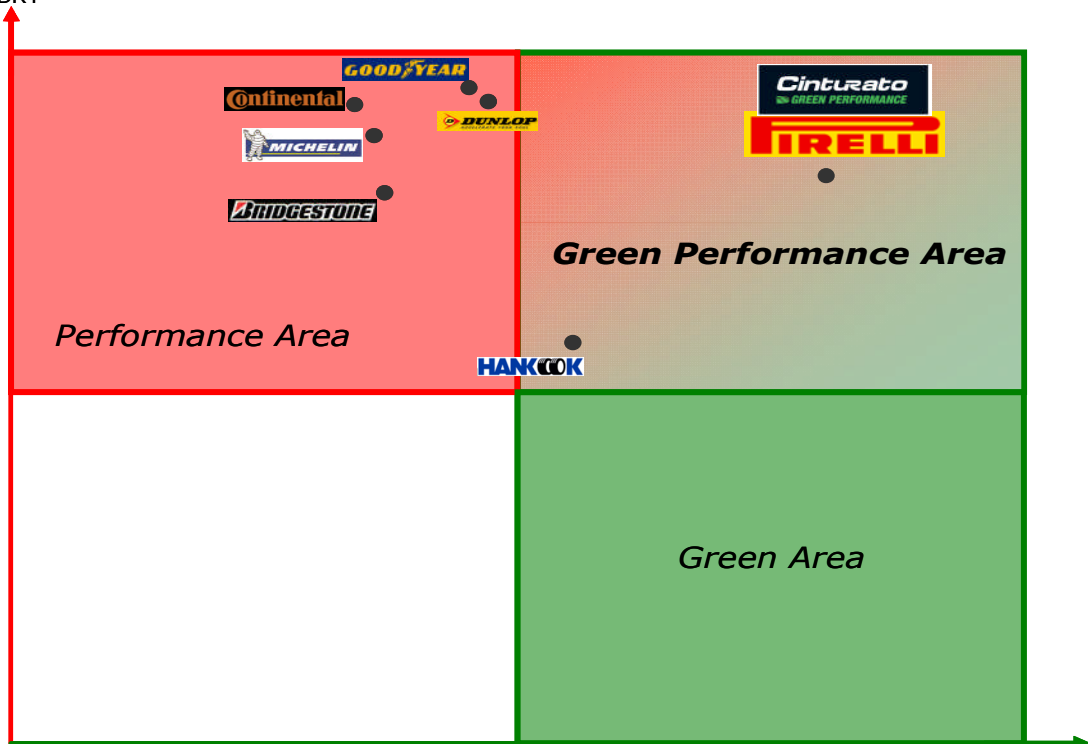 GOODYEAR
Continental
DUNLOP
MICHELIN
BRIDGESTONE
Cinturato
GREEN PERFORMANCE
PIRELLI
Green Performance Area
Performance Area
HANKOOK
Green Area